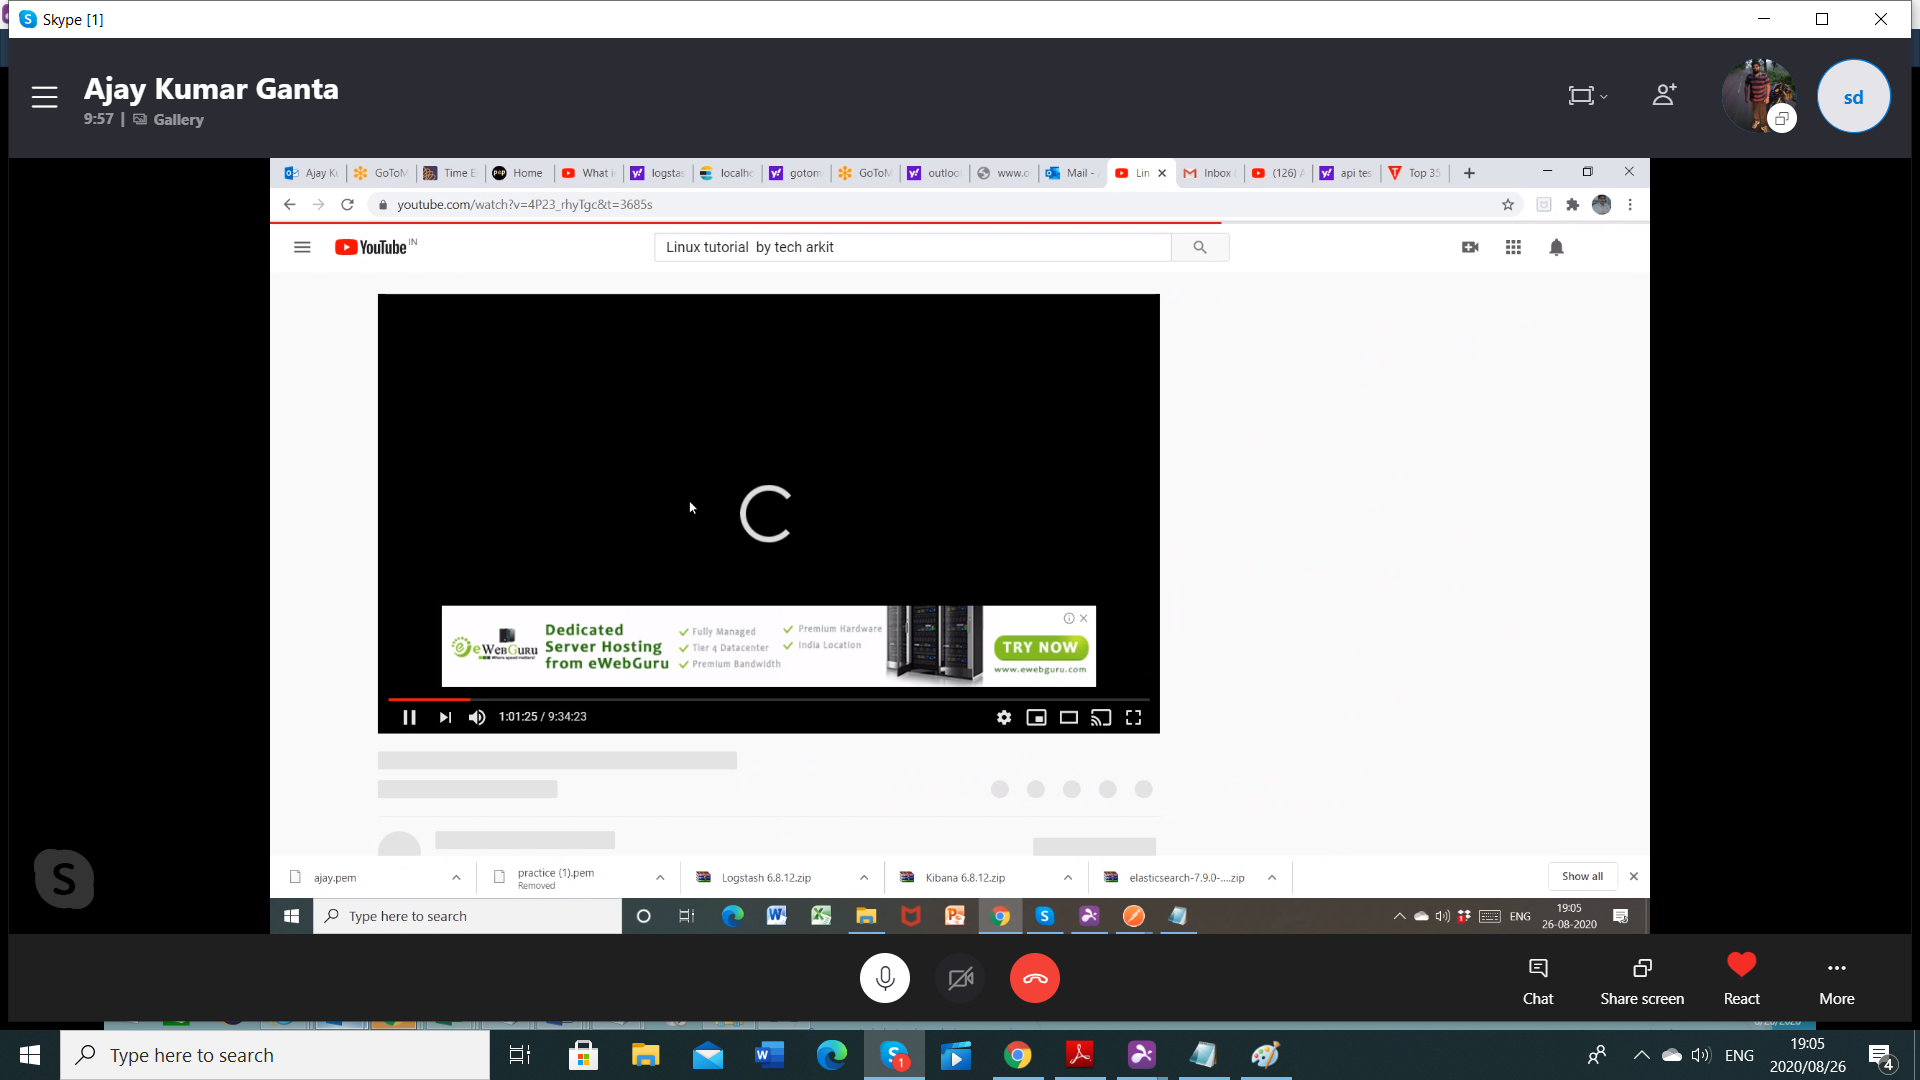 Skype [1]
Ajay Kumar Ganta
9:57 | Gallery
sd
Ajay K
GoToM
Time E
pop Home
What i
logsta
localho
gotom
GoToM
outloo
www.o
Mail -
Lin
Inbox
(126)
api tes
Top 35
youtube.com/watch?v=4P23_rhyTgc&t=3685s
YouTube IN
Linux tutorial by tech arkit
eWebGuru
Dedicated
Server Hosting
from eWebGuru
Fully Managed
Tier 4 Datacenter
Premium Bandwidth
Premium Hardware
India Location
TRY NOW
www.ewebguru.com
1:01:25 / 9:34:23
ajay.pem
practice (1).pem
Removed
Logstash 6.8.12.zip
Kibana 6.8.12.zip
elasticsearch-7.9.0-....zip
Show all
Type here to search
ENG
19:05
26-08-2020
Chat
Share screen
React
More
Type here to search
1
ENG
19:05
2020/08/26
4